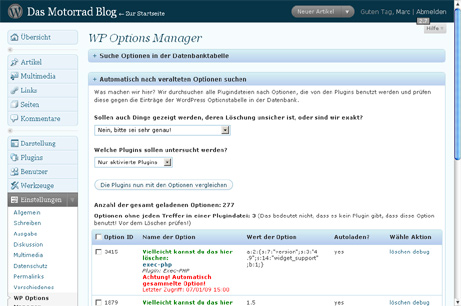 Das Motorrad Blog ← Zur Startseite
Neuer Artikel
Guten Tag, Marc | Abmelden
2.7
Hilfe
Übersicht
Artikel
Multimedia
Links
Seiten
Kommentare
Darstellung
Plugins
Benutzer
Werkzeuge
Einstellungen
Allgemein
Schreiben
Ausgabe
Diskussion
Multimedia
Datenschutz
Permalinks
Verschiedenes
WP Options
WP Options Manager
+ Suche Optionen in der Datenbanktabelle
+ Automatisch nach veralteten Optionen suchen
Was machen wir hier? Wir durchsuchen alle Plugindateien nach Optionen, die von den Plugins benutzt werden und prüfen
diese gegen die Einträge der WordPress Optionstabelle in der Datenbank.
Sollen auch Dinge gezeigt werden, deren Löschung unsicher ist, oder sind wir exakt?
Nein, bitte sei sehr genau!
Welche Plugins sollen untersucht werden?
Nur aktivierte Plugins
Die Plugins nun mit den Optionen vergleichen
Anzahl der gesamt geladenen Optionen: 277
Optionen ohne jeden Treffer in einer Plugindatei: 3 (Das bedeutet nicht, dass es kein Plugin gibt, dass diese Option
benutzt! Vor dem Löschen prüfen!)
Option ID
Name der Option
Wert der Option
Autoladen?
Wähle Aktion
3415
Vielleicht kannst du das hier
löschen:
exec-php
Plugin: Exec-PHP
Achtung! Automatisch
gesammelte Option!
Letzter Zugriff: 07/01/09 15:00
a:2:{s:7:"version";s:3:"4
.9";s:14:"widget_support"
;b:1;}
yes
löschen debug
1879
Vielleicht kannst du das hier
1.5
yes
löschen debug